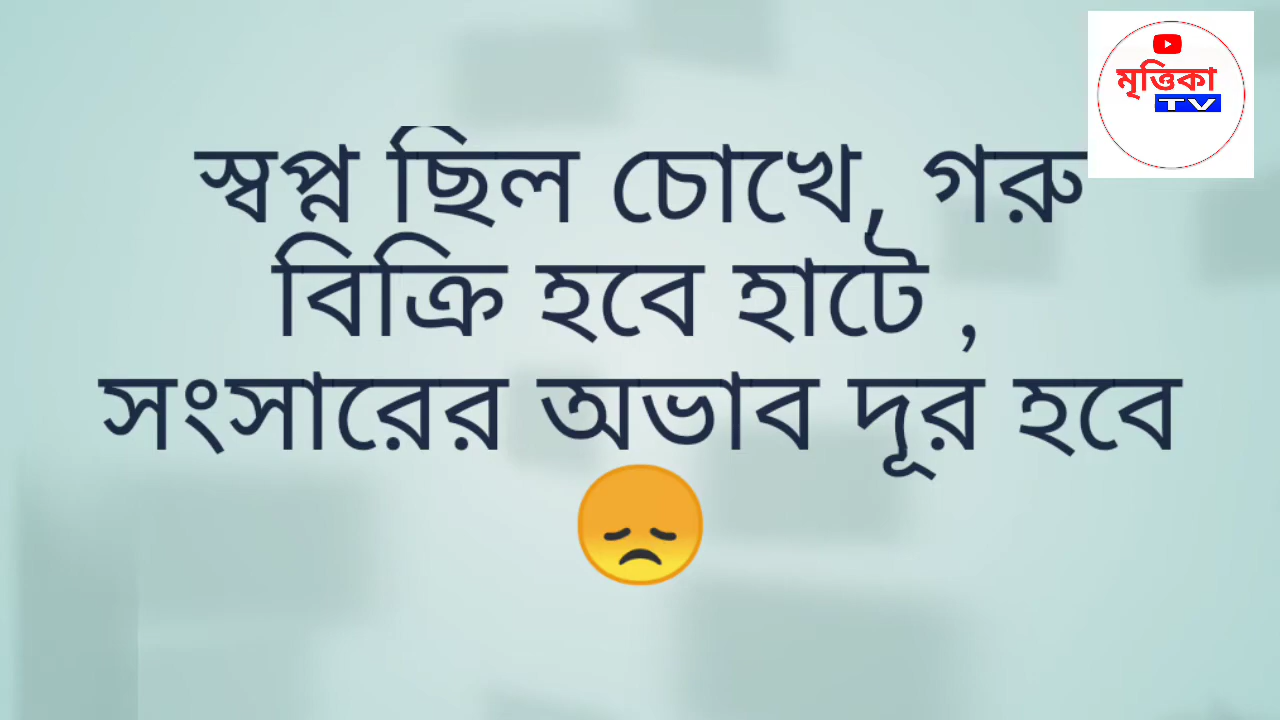 মৃত্তিকা
TV
স্বপ্ন ছিল চোখে, গরু
বিক্রি হবে হাটে ,
সংসারের অভাব দূর হবে
😞